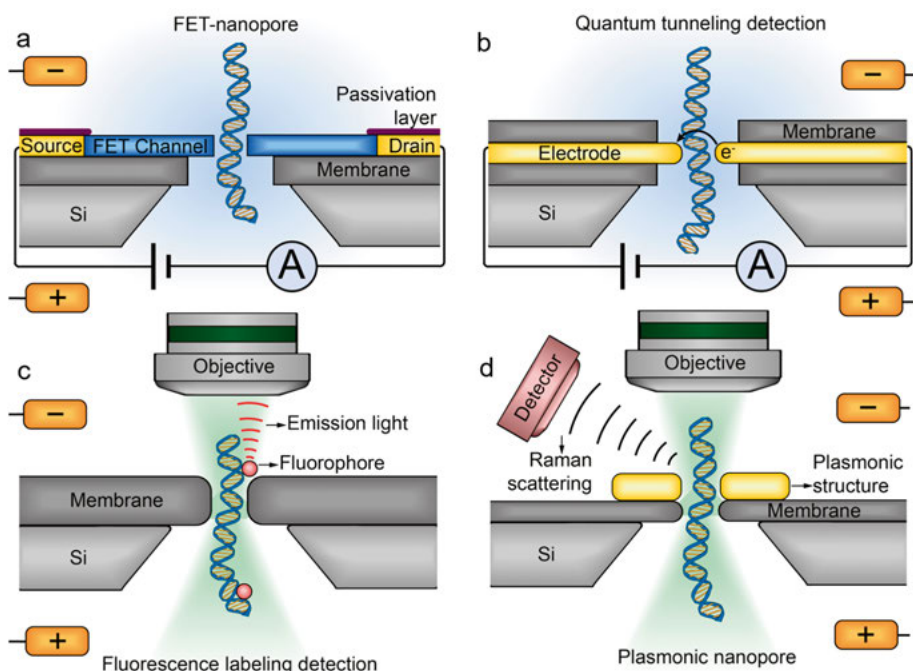 a
FET-nanopore
−
Passivation
layer
Source
FET Channel
Drain
Membrane
Si
A
+
b
Quantum tunneling detection
−
Membrane
Electrode
e-
Si
A
+
c
Objective
−
Emission light
Fluorophore
Membrane
Si
+
Fluorescence labeling detection
d
Objective
Detector
−
Raman
scattering
Plasmonic
structure
Membrane
Si
+
Plasmonic nanopore